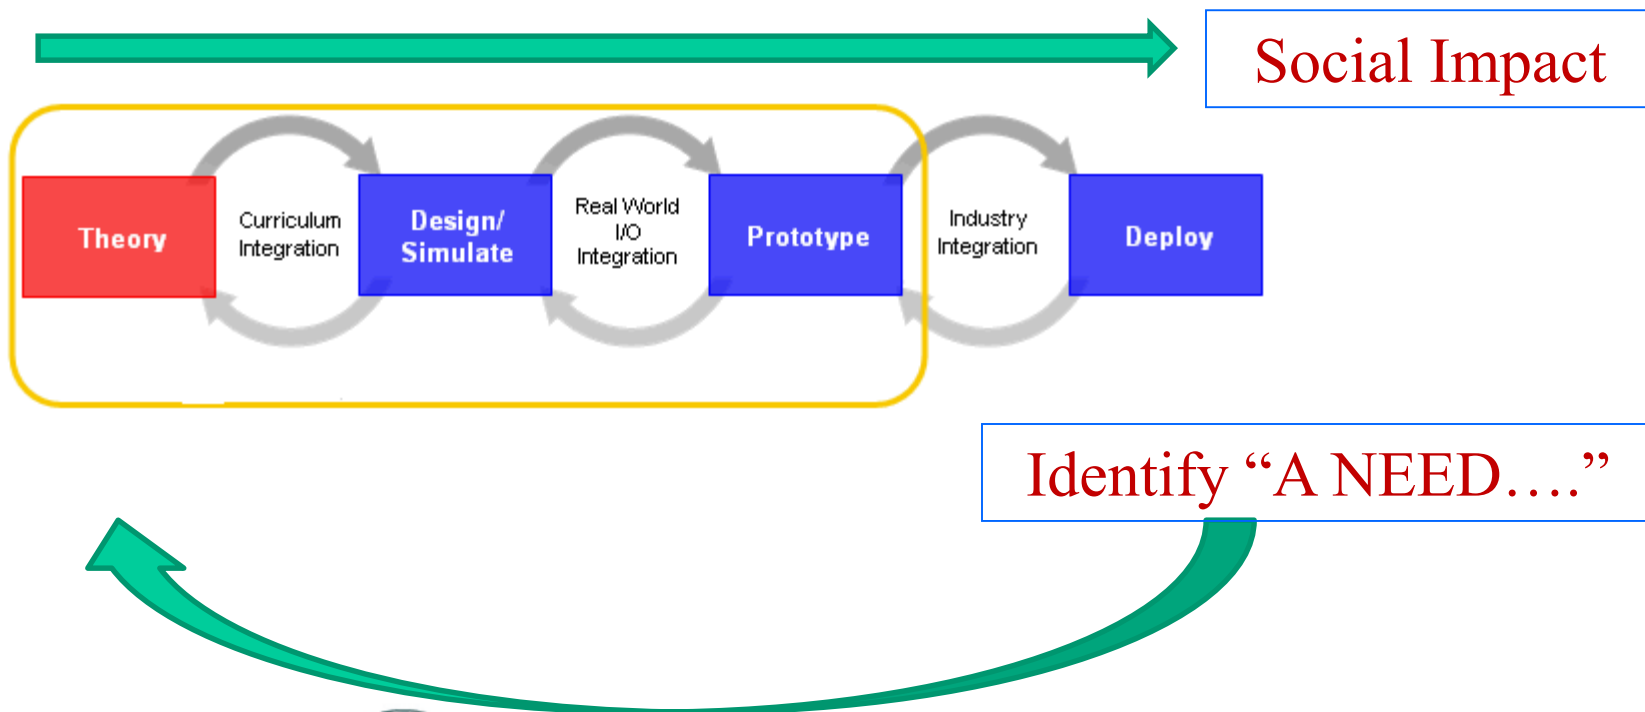 Social Impact
Theory
Curriculum
Integration
Design/
Simulate
Real World
I/O
Integration
Prototype
Industry
Integration
Deploy
Identify “A NEED….”